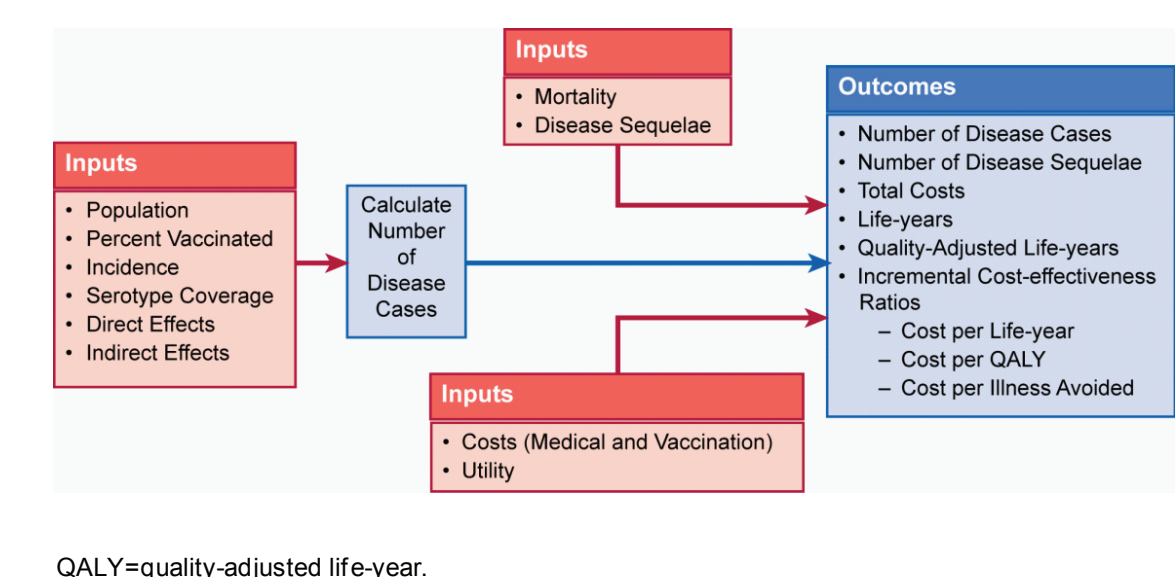 Inputs
• Population
• Percent Vaccinated
• Incidence
• Serotype Coverage
• Direct Effects
• Indirect Effects
Calculate
Number
of
Disease
Cases
Inputs
• Mortality
• Disease Sequelae
Inputs
• Costs (Medical and Vaccination)
• Utility
Outcomes
• Number of Disease Cases
• Number of Disease Sequelae
• Total Costs
• Life-years
• Quality-Adjusted Life-years
• Incremental Cost-effectiveness
Ratios
– Cost per Life-year
– Cost per QALY
– Cost per Illness Avoided
QALY=quality-adjusted life-year.